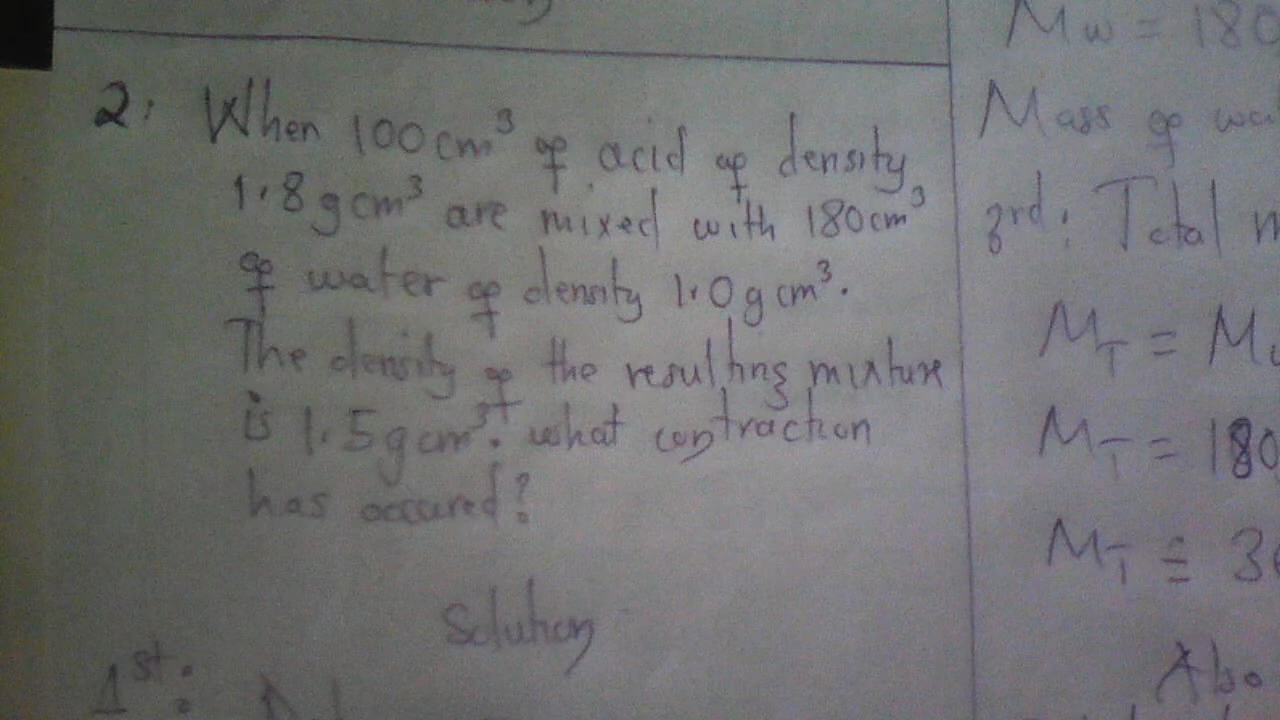 2. When 100cm³ of acid of density
1.8gcm³ are mixed with 180cm³
of water of density 1.0gcm³.
The density of the resulting mixture
is 1.5gcm³. what contraction
has occured?
Solution
1st:
Mw = 180
Mass of wa
3rd: Total m
MT = M
MT = 180
MT = 3
Abo